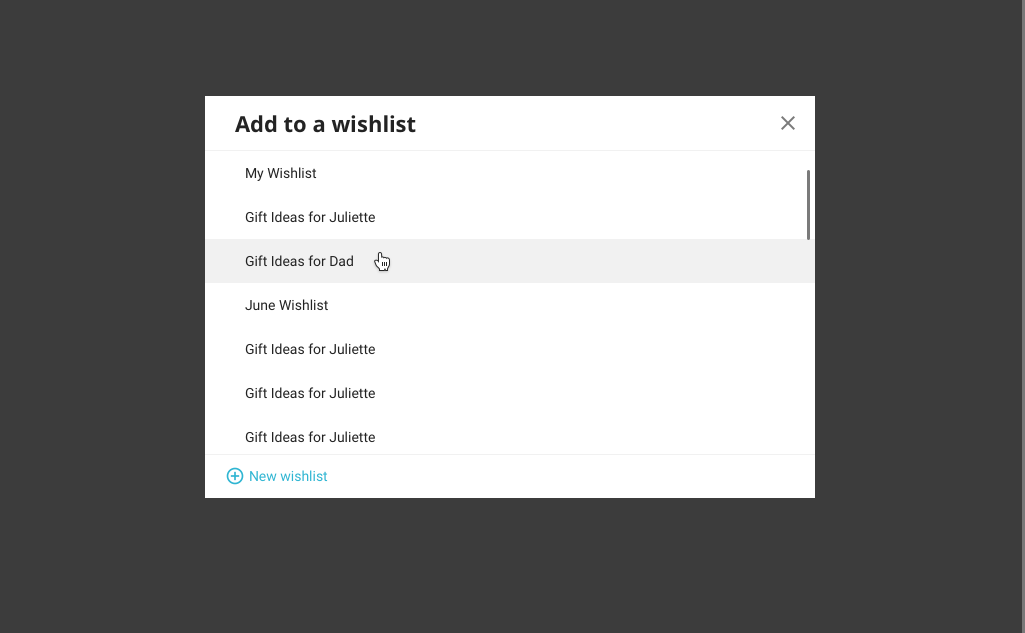 Add to a wishlist
My Wishlist
Gift Ideas for Juliette
Gift Ideas for Dad
June Wishlist
Gift Ideas for Juliette
Gift Ideas for Juliette
Gift Ideas for Juliette
New wishlist